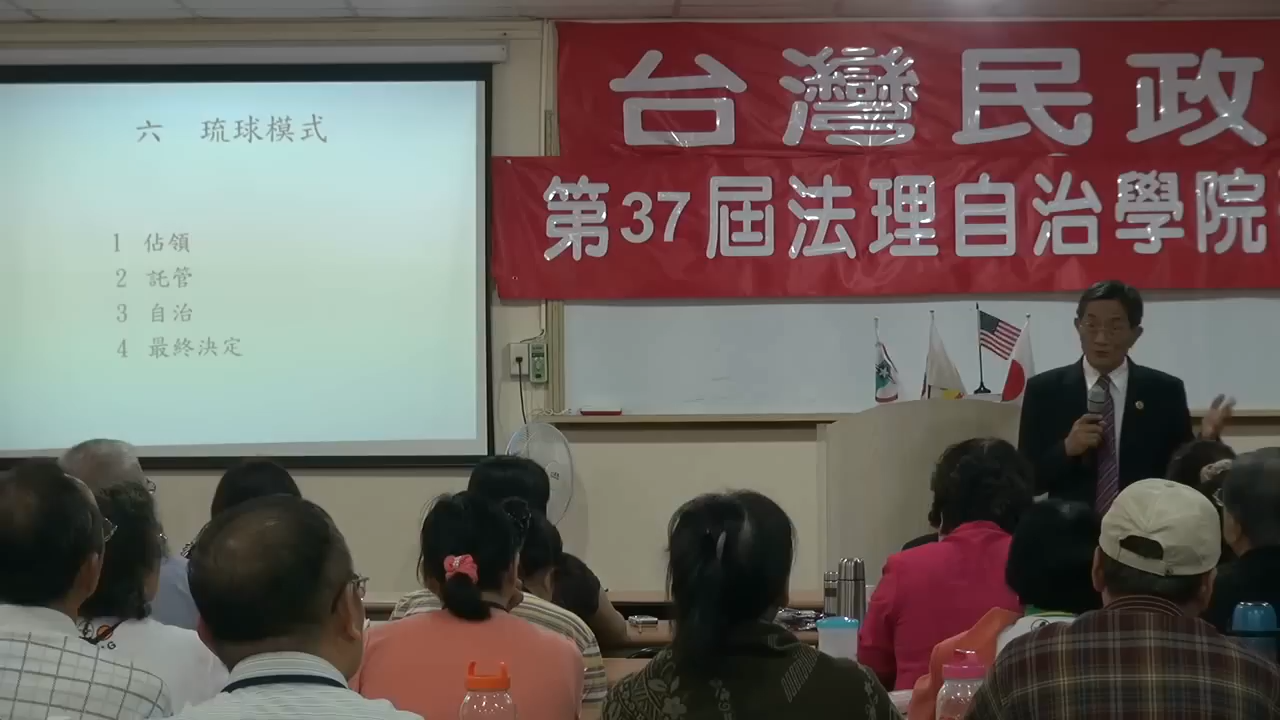 六 琉球模式
1 佔領
2 託管
3 自治
4 最終決定
台灣民政
第37屆法理自治學院